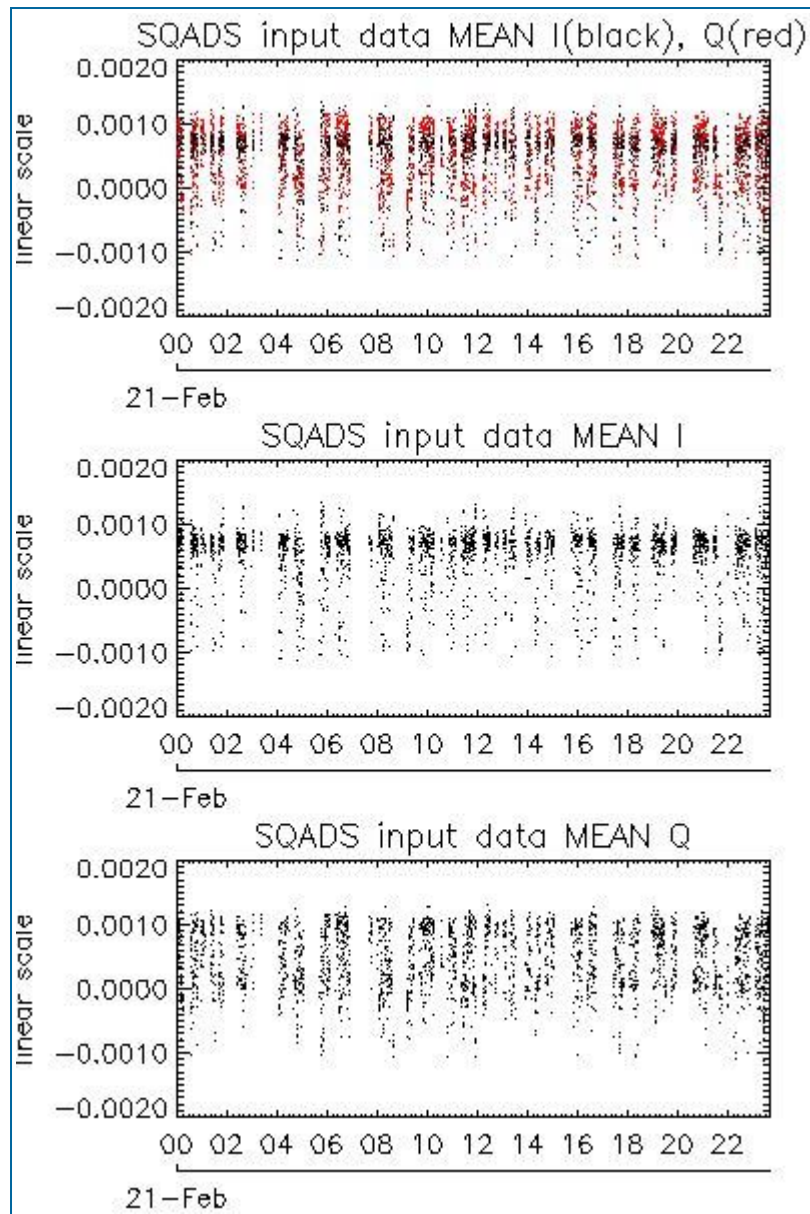 SQADS input data MEAN I(black), Q(red)
linear scale
0.0020
0.0010
0.0000
−0.0010
−0.0020
00 02 04 06 08 10 12 14 16 18 20 22
21−Feb
SQADS input data MEAN I
linear scale
0.0020
0.0010
0.0000
−0.0010
−0.0020
00 02 04 06 08 10 12 14 16 18 20 22
21−Feb
SQADS input data MEAN Q
linear scale
0.0020
0.0010
0.0000
−0.0010
−0.0020
00 02 04 06 08 10 12 14 16 18 20 22
21−Feb